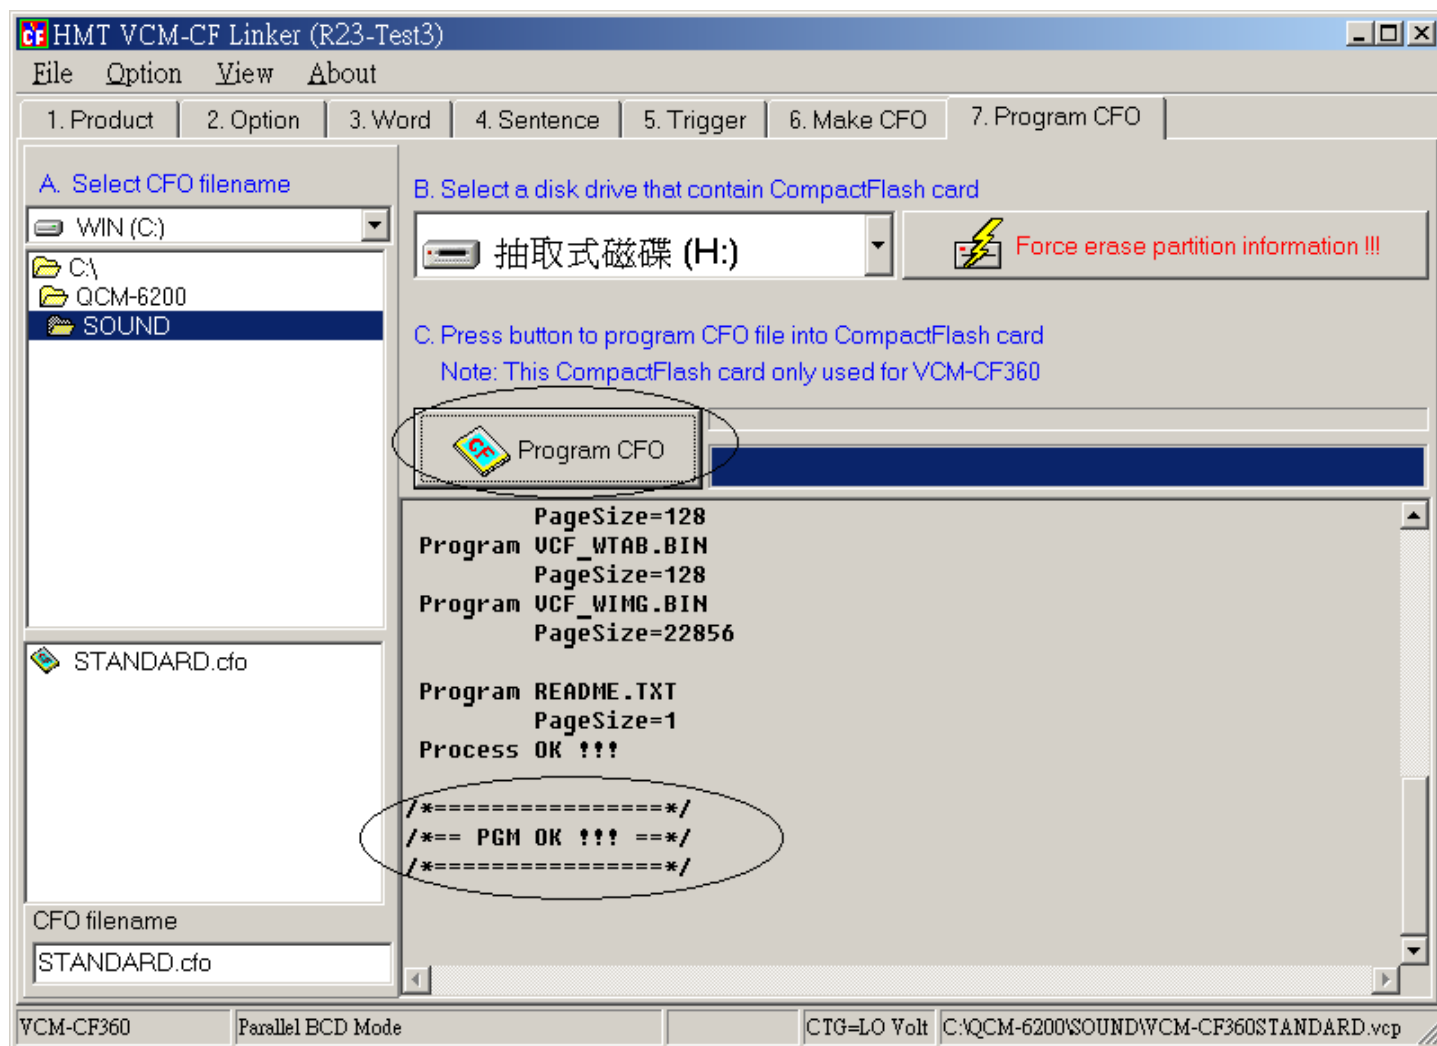 HMT VCM-CF Linker (R23-Test3)
File Option View About
1. Product 2. Option 3. Word 4. Sentence 5. Trigger 6. Make CFO 7. Program CFO
A. Select CFO filename
WIN (C:)
C:\
QCM-6200
SOUND
STANDARD.cfo
CFO filename
STANDARD.cfo
B. Select a disk drive that contain CompactFlash card
抽取式磁碟 (H:)
Force erase partition information !!!
C. Press button to program CFO file into CompactFlash card
Note: This CompactFlash card only used for VCM-CF360
Program CFO
PageSize=128
Program VCF_WTAB.BIN
PageSize=128
Program VCF_WIMG.BIN
PageSize=22856
Program README.TXT
PageSize=1
Process OK !!!
/*================*/
/*== PGM OK !!! ==*/
/*================*/
VCM-CF360 Parallel BCD Mode CTG=LO Volt C:\QCM-6200\SOUND\VCM-CF360STANDARD.vcp